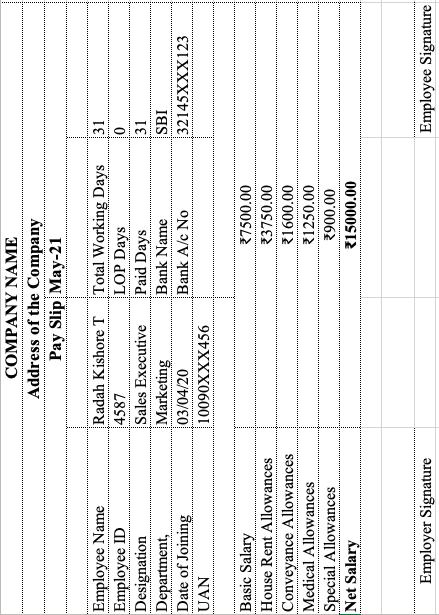 COMPANY NAME
Address of the Company
Pay Slip May-21
Employee Name Radah Kishore T Total Working Days 31
Employee ID 4587 LOP Days 0
Designation Sales Executive Paid Days 31
Department, Marketing Bank Name SBI
Date of Joining 03/04/20 Bank A/c No 32145XXX123
UAN 10090XXX456
Basic Salary ₹7500.00
House Rent Allowances ₹3750.00
Conveyance Allowances ₹1600.00
Medical Allowances ₹1250.00
Special Allowances ₹900.00
Net Salary ₹15000.00
Employer Signature Employee Signature